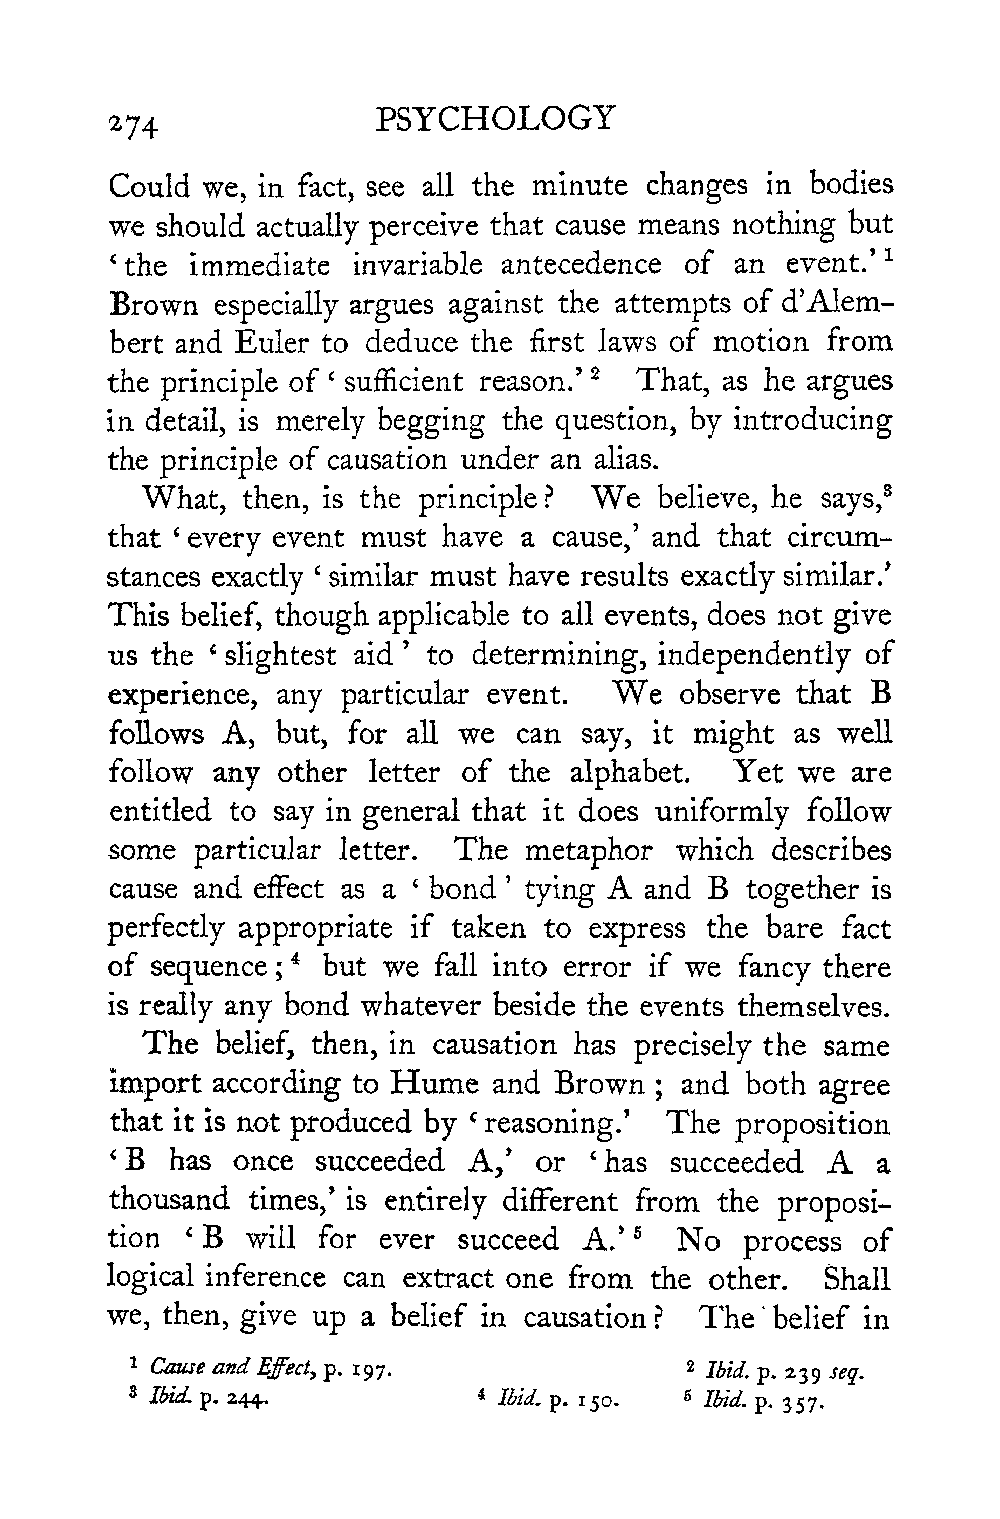 274 PSYCHOLOGY
Could we, in fact, see all the minute changes in bodies
we should actually perceive that cause means nothing but
‘the immediate invariable antecedence of an event.’ ¹
Brown especially argues against the attempts of d’Alem-
bert and Euler to deduce the first laws of motion from
the principle of ‘sufficient reason.’ ² That, as he argues
in detail, is merely begging the question, by introducing
the principle of causation under an alias.
What, then, is the principle? We believe, he says,³
that ‘every event must have a cause,’ and that circum-
stances exactly ‘similar must have results exactly similar.’
This belief, though applicable to all events, does not give
us the ‘slightest aid’ to determining, independently of
experience, any particular event. We observe that B
follows A, but, for all we can say, it might as well
follow any other letter of the alphabet. Yet we are
entitled to say in general that it does uniformly follow
some particular letter. The metaphor which describes
cause and effect as a ‘bond’ tying A and B together is
perfectly appropriate if taken to express the bare fact
of sequence;⁴ but we fall into error if we fancy there
is really any bond whatever beside the events themselves.
The belief, then, in causation has precisely the same
import according to Hume and Brown; and both agree
that it is not produced by ‘reasoning.’ The proposition
‘B has once succeeded A,’ or ‘has succeeded A a
thousand times,’ is entirely different from the proposi-
tion ‘B will for ever succeed A.’ ⁵ No process of
logical inference can extract one from the other. Shall
we, then, give up a belief in causation? The belief in
¹ Cause and Effect, p. 197. ² Ibid. p. 239 seq.
³ Ibid. p. 244. ⁴ Ibid. p. 150. ⁵ Ibid. p. 357.